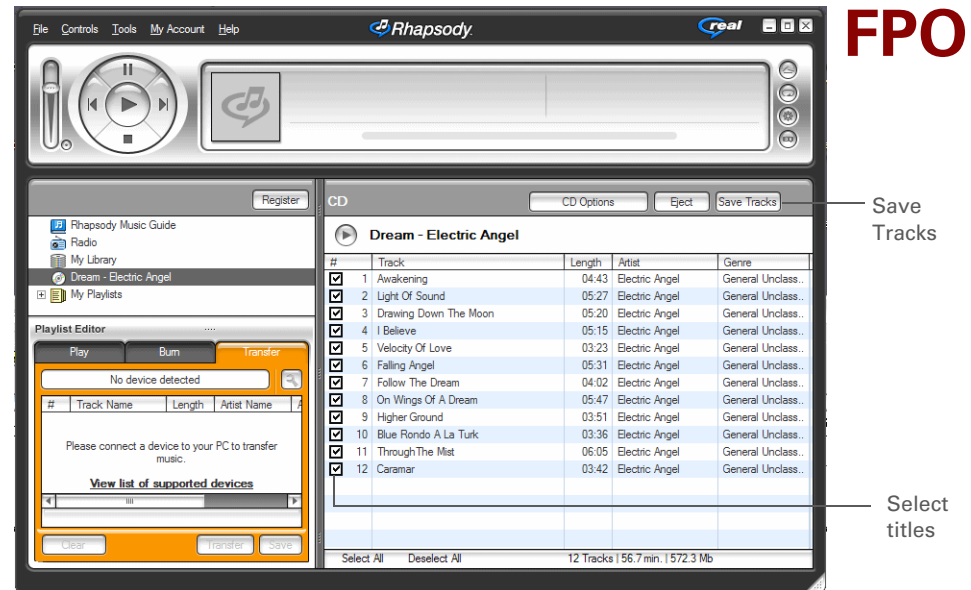 FPO
File Controls Tools My Account Help
Rhapsody
real
Register
Rhapsody Music Guide
Radio
My Library
Dream - Electric Angel
My Playlists
Playlist Editor
Play Burn Transfer
No device detected
# Track Name Length Artist Name A
Please connect a device to your PC to transfer
music.
View list of supported devices
Clear Transfer Save
CD CD Options Eject Save Tracks
Dream - Electric Angel
# Track Length Artist Genre
1 Awakening 04:43 Electric Angel General Unclass..
2 Light Of Sound 05:27 Electric Angel General Unclass..
3 Drawing Down The Moon 05:20 Electric Angel General Unclass..
4 I Believe 05:15 Electric Angel General Unclass..
5 Velocity Of Love 03:23 Electric Angel General Unclass..
6 Falling Angel 05:31 Electric Angel General Unclass..
7 Follow The Dream 04:02 Electric Angel General Unclass..
8 On Wings Of A Dream 05:47 Electric Angel General Unclass..
9 Higher Ground 03:51 Electric Angel General Unclass..
10 Blue Rondo A La Turk 03:36 Electric Angel General Unclass..
11 Through The Mist 06:05 Electric Angel General Unclass..
12 Caramar 03:42 Electric Angel General Unclass..
Select All Deselect All 12 Tracks | 56.7 min. | 572.3 Mb
Save
Tracks
Select
titles